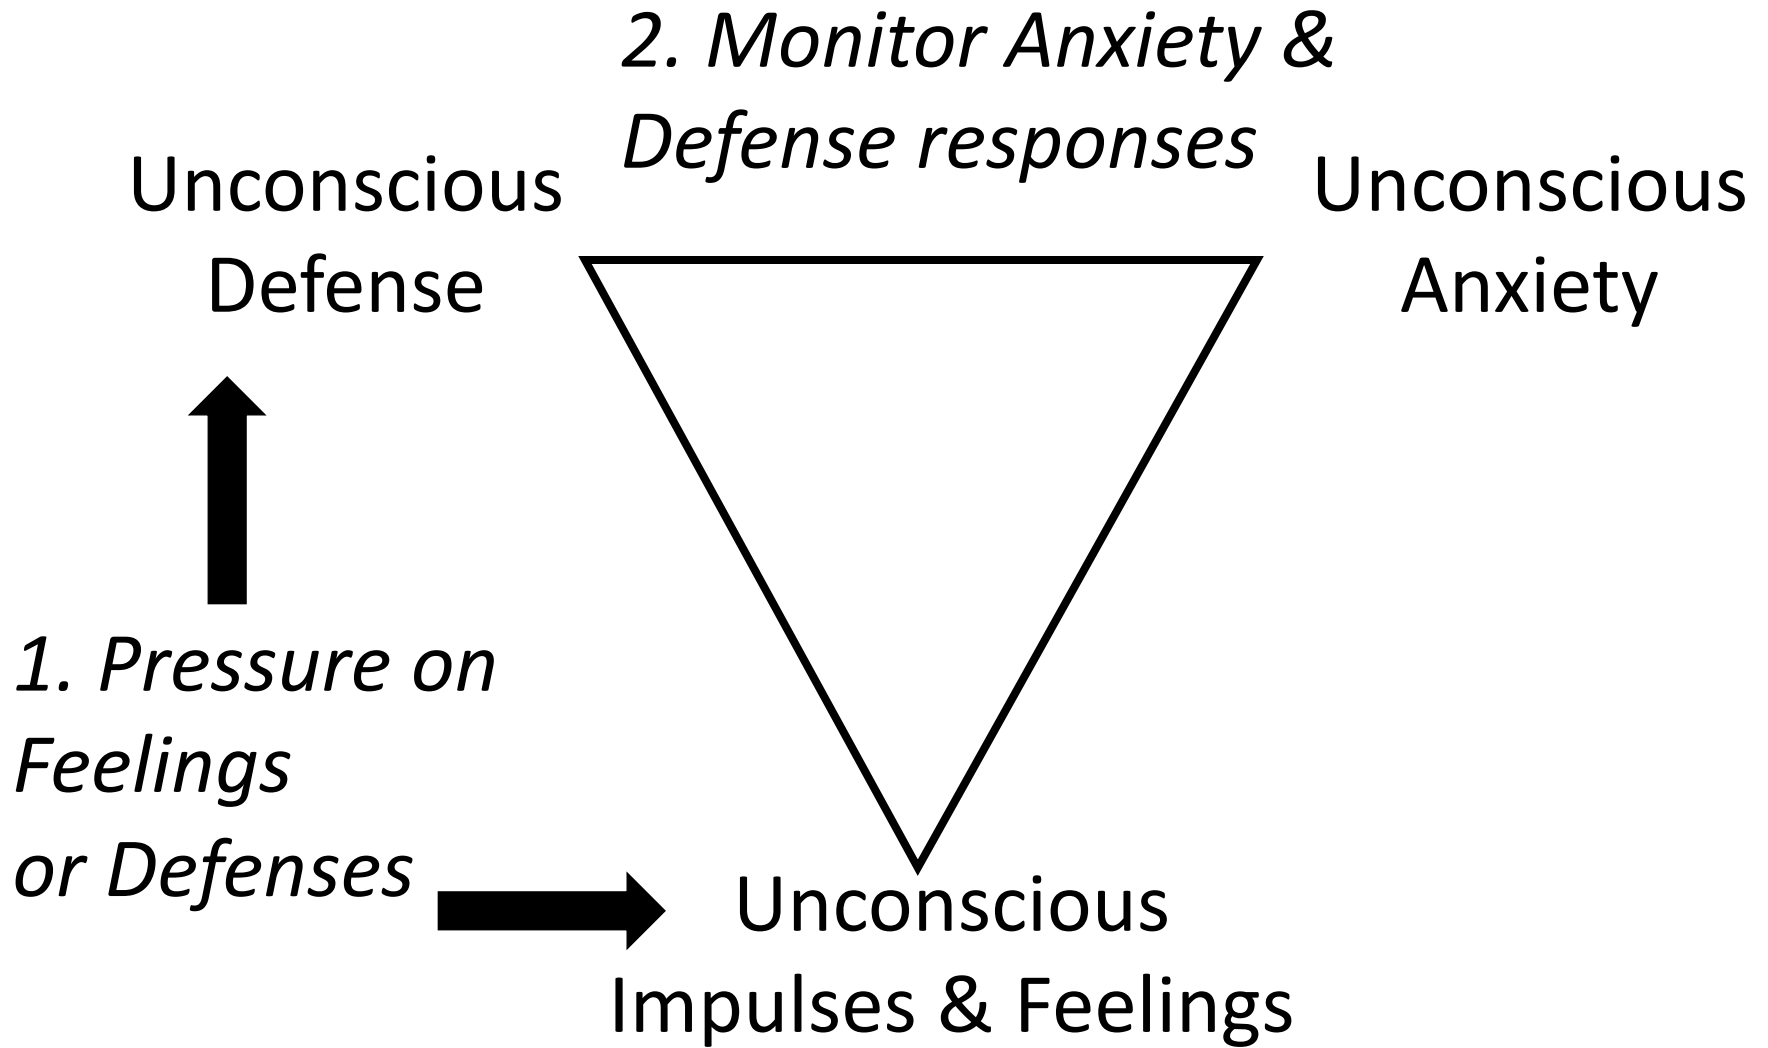 2. Monitor Anxiety &
Defense responses
Unconscious
Defense
Unconscious
Anxiety
1. Pressure on
Feelings
or Defenses
Unconscious
Impulses & Feelings